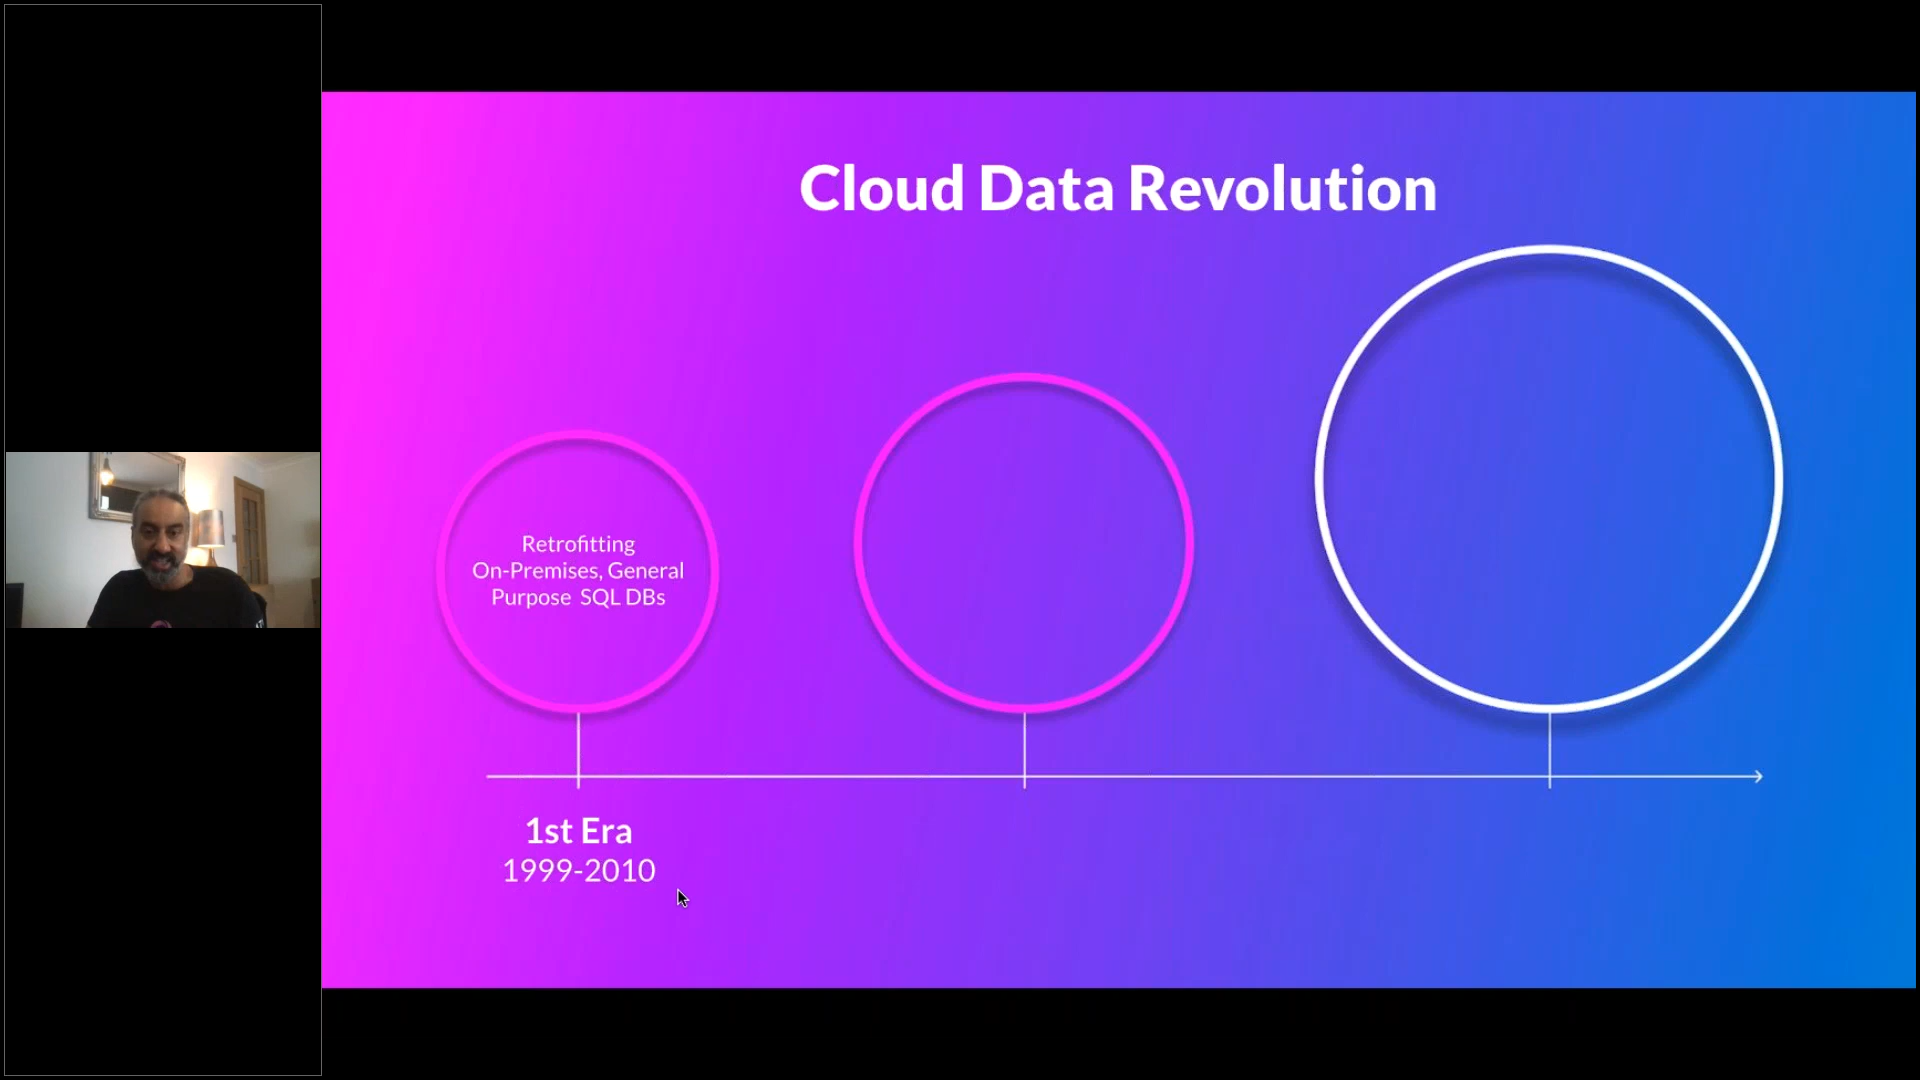 Cloud Data Revolution
Retrofitting
On-Premises, General
Purpose SQL DBs
1st Era
1999-2010